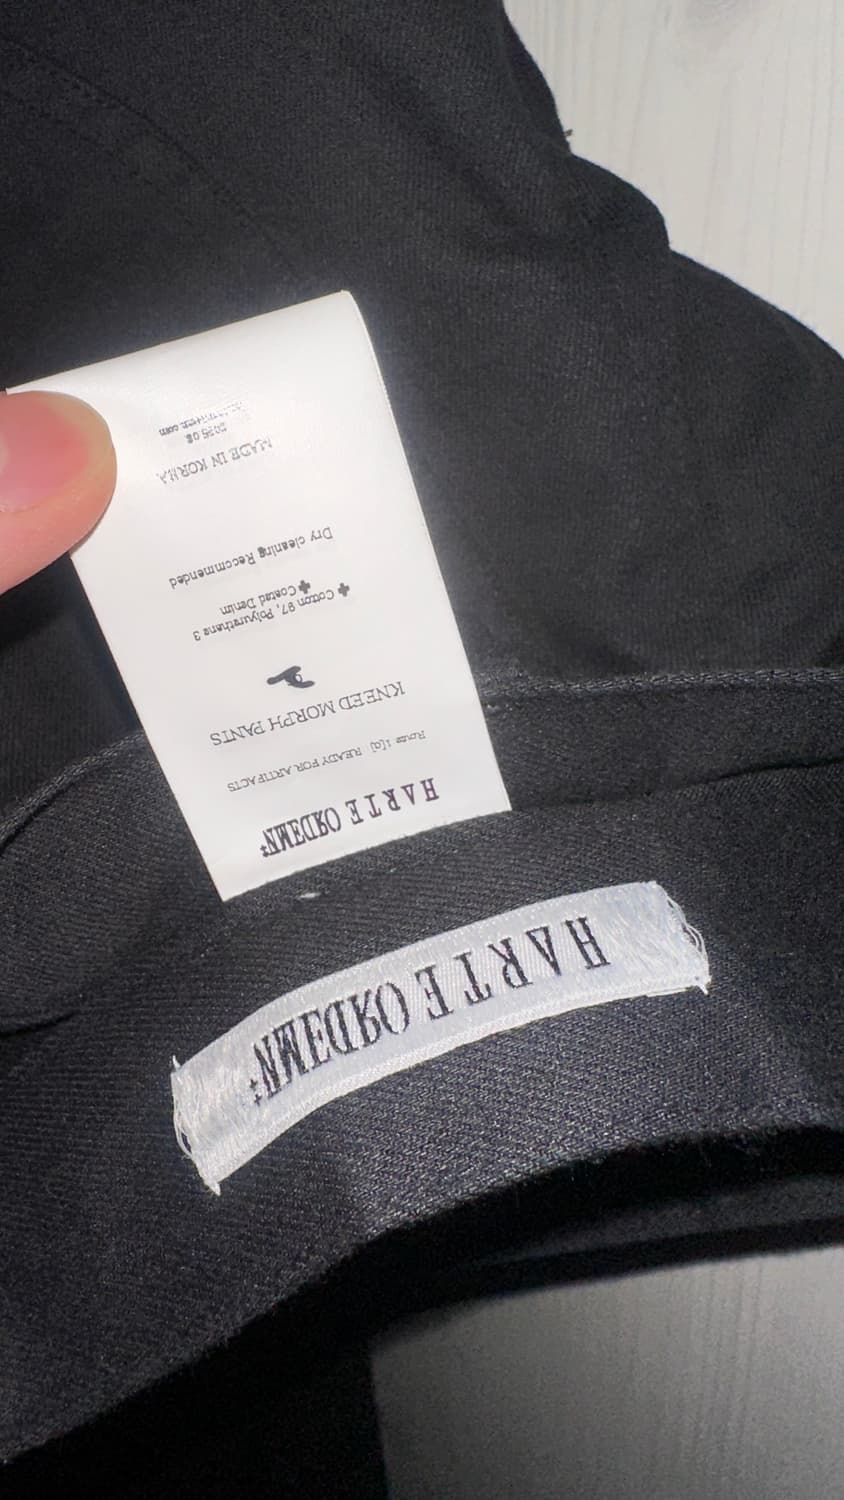 HARTE ORDEMN‡
READY FOR ARTIFACTS
KNEED MORPH PANTS
✚ Cotton 97, Polyurethane 3
✚ Coated Denim
Dry cleaning Recommended
MADE IN KOREA
2025.08
HARTE ORDEMN‡